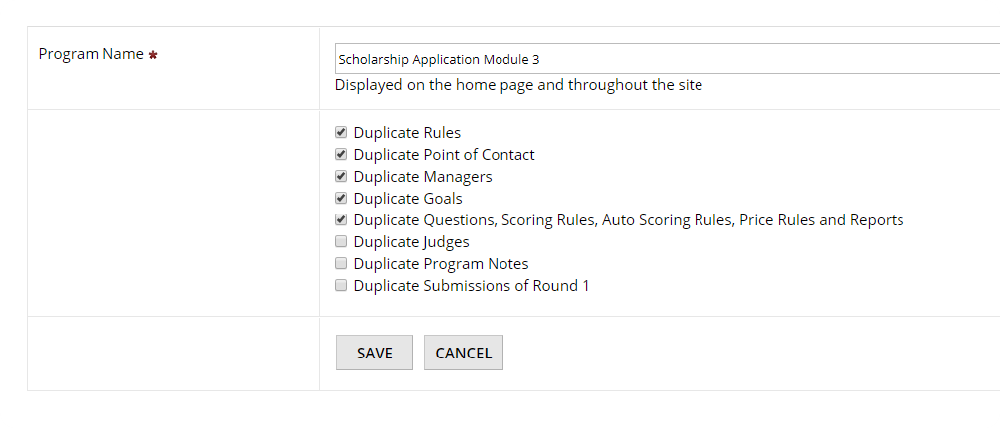 Program Name *
Scholarship Application Module 3
Displayed on the home page and throughout the site
Duplicate Rules
Duplicate Point of Contact
Duplicate Managers
Duplicate Goals
Duplicate Questions, Scoring Rules, Auto Scoring Rules, Price Rules and Reports
Duplicate Judges
Duplicate Program Notes
Duplicate Submissions of Round 1
SAVE CANCEL